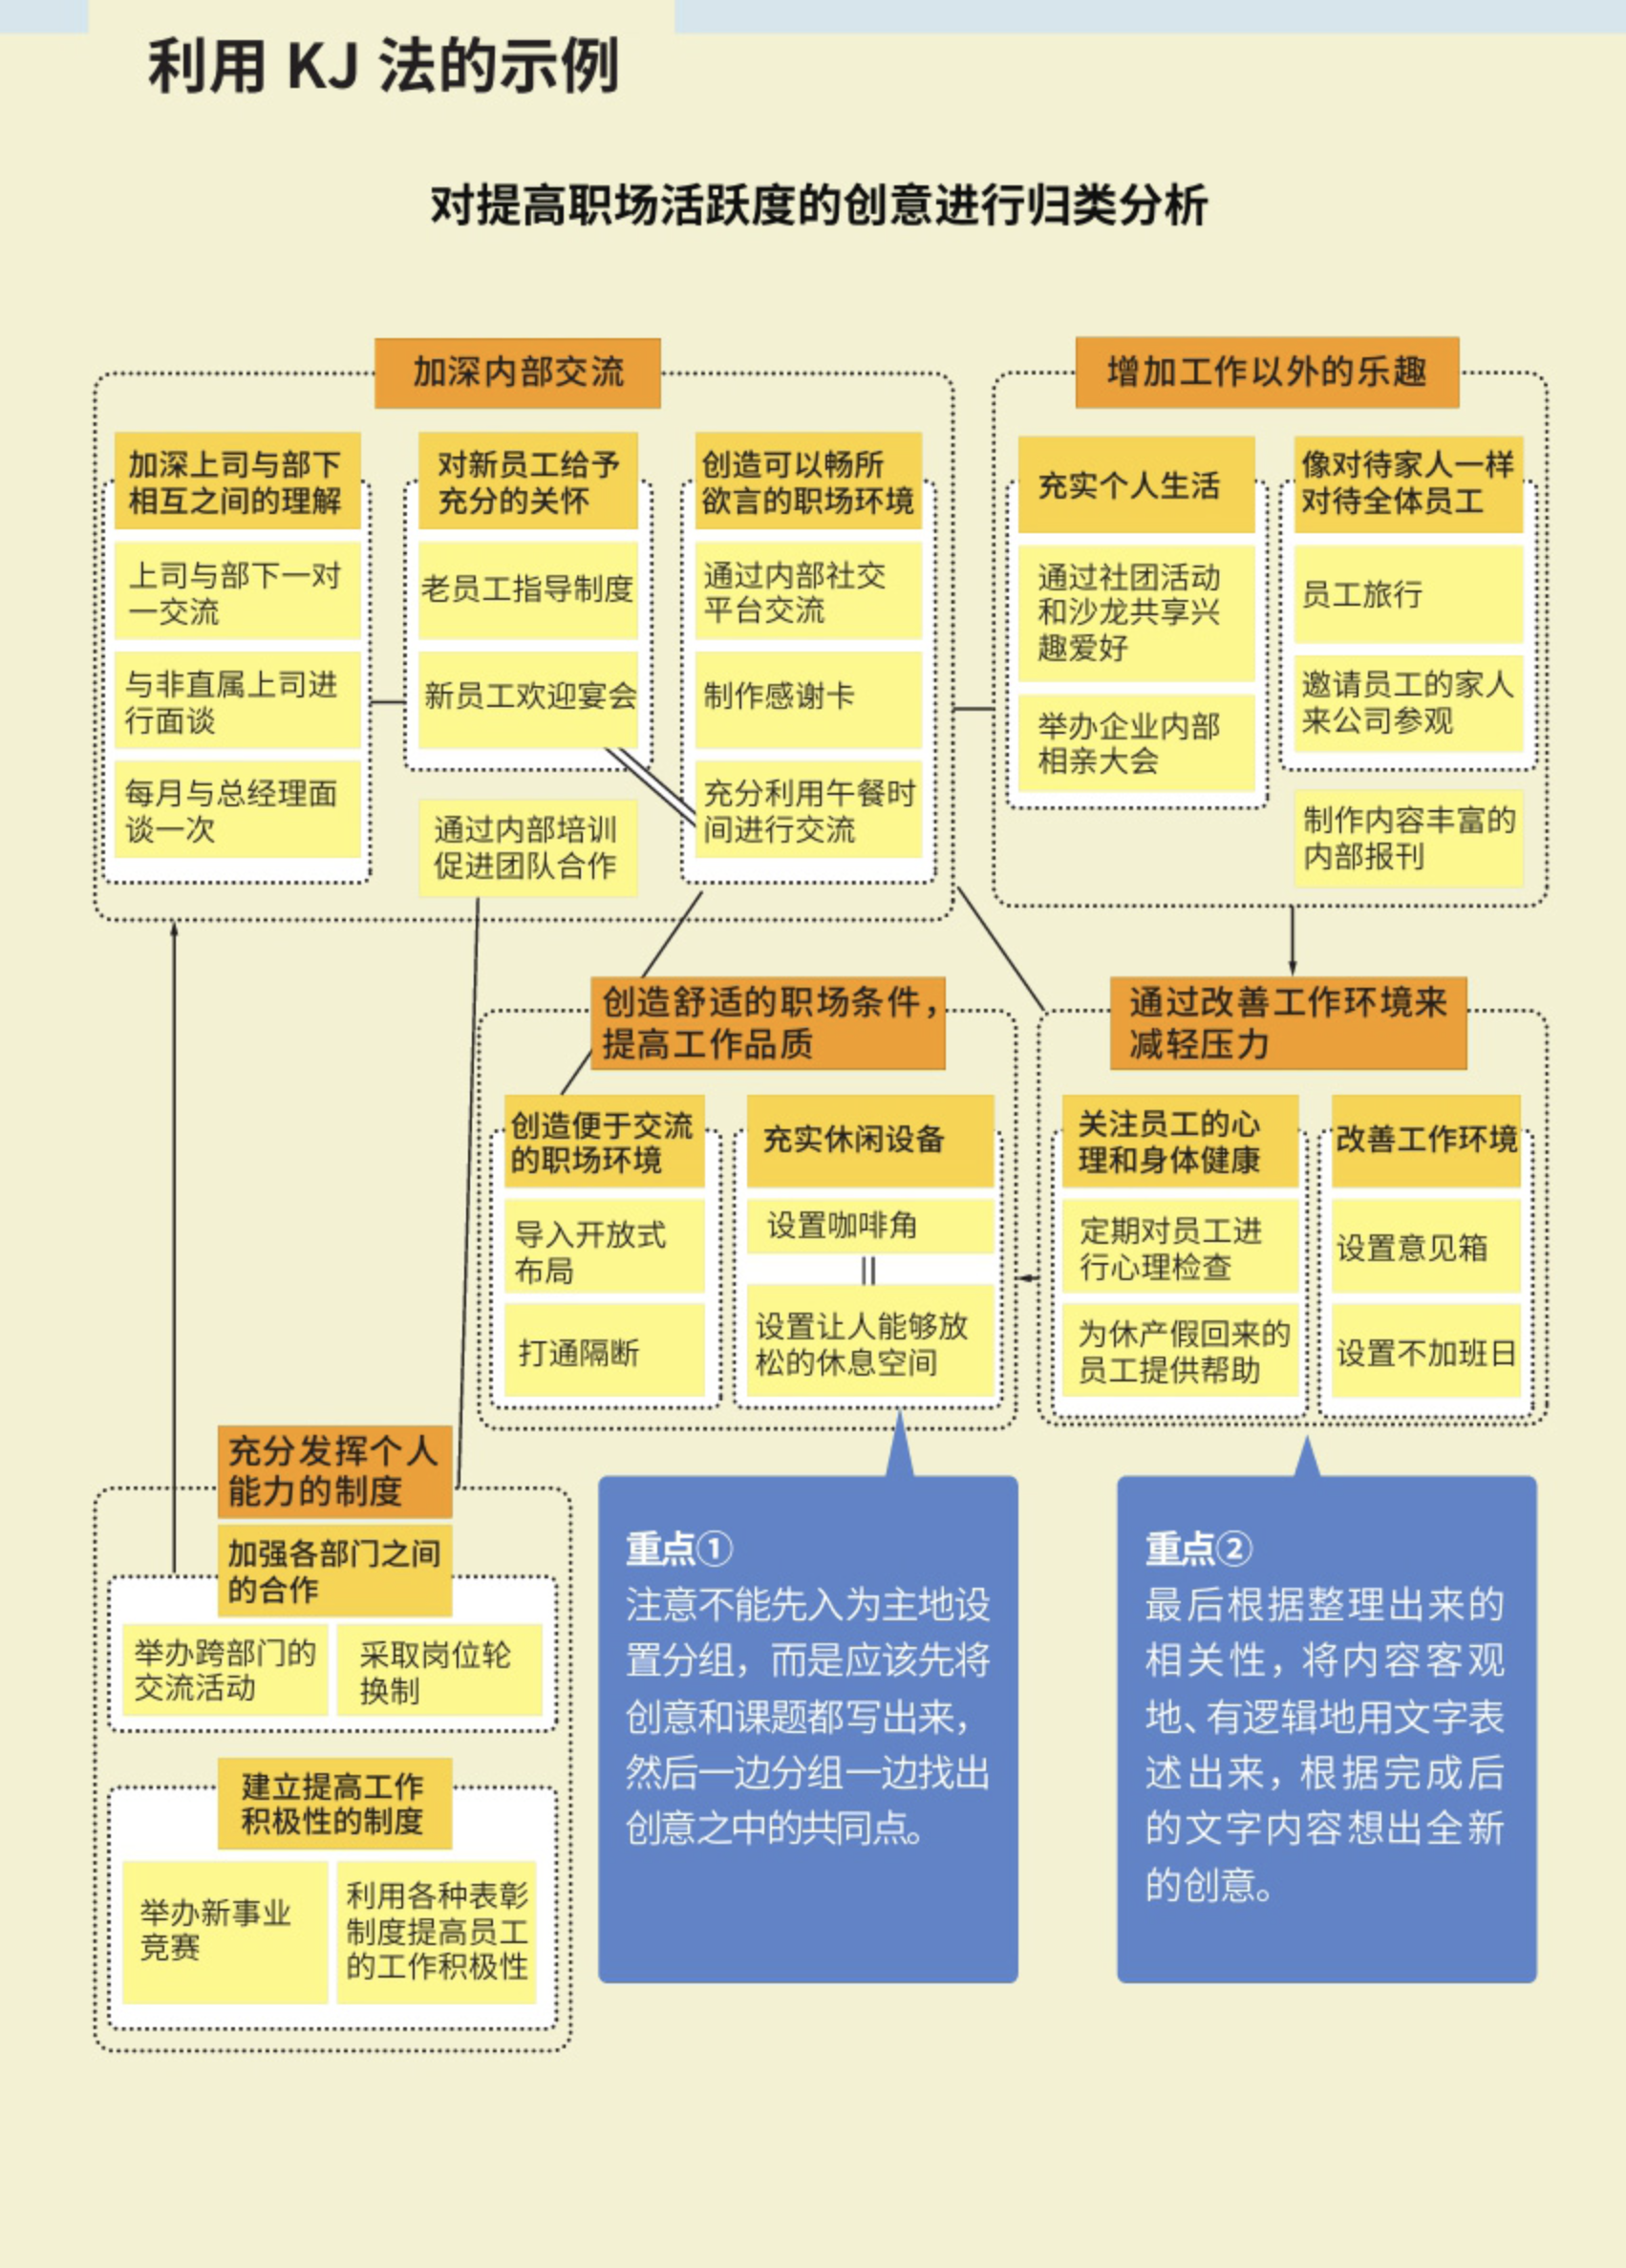 利用 KJ 法的示例
对提高职场活跃度的创意进行归类分析
加深内部交流
加深上司与部下
相互之间的理解
上司与部下一对
一交流
与非直属上司进
行面谈
每月与总经理面
谈一次
对新员工给予
充分的关怀
老员工指导制度
新员工欢迎宴会
通过内部培训
促进团队合作
创造可以畅所
欲言的职场环境
通过内部社交
平台交流
制作感谢卡
充分利用午餐时
间进行交流
增加工作以外的乐趣
充实个人生活
通过社团活动
和沙龙共享兴
趣爱好
举办企业内部
相亲大会
像对待家人一样
对待全体员工
员工旅行
邀请员工的家人
来公司参观
制作内容丰富的
内部报刊
创造舒适的职场条件，
提高工作品质
创造便于交流
的职场环境
导入开放式
布局
打通隔断
充实休闲设备
设置咖啡角
设置让人能够放
松的休息空间
通过改善工作环境来
减轻压力
关注员工的心
理和身体健康
定期对员工进
行心理检查
为休产假回来的
员工提供帮助
改善工作环境
设置意见箱
设置不加班日
充分发挥个人
能力的制度
加强各部门之间
的合作
举办跨部门的
交流活动
采取岗位轮
换制
建立提高工作
积极性的制度
举办新事业
竞赛
利用各种表彰
制度提高员工
的工作积极性
重点①
注意不能先入为主地设
置分组，而是应该先将
创意和课题都写出来，
然后一边分组一边找出
创意之中的共同点。
重点②
最后根据整理出来的
相关性，将内容客观
地、有逻辑地用文字表
述出来，根据完成后
的文字内容想出全新
的创意。